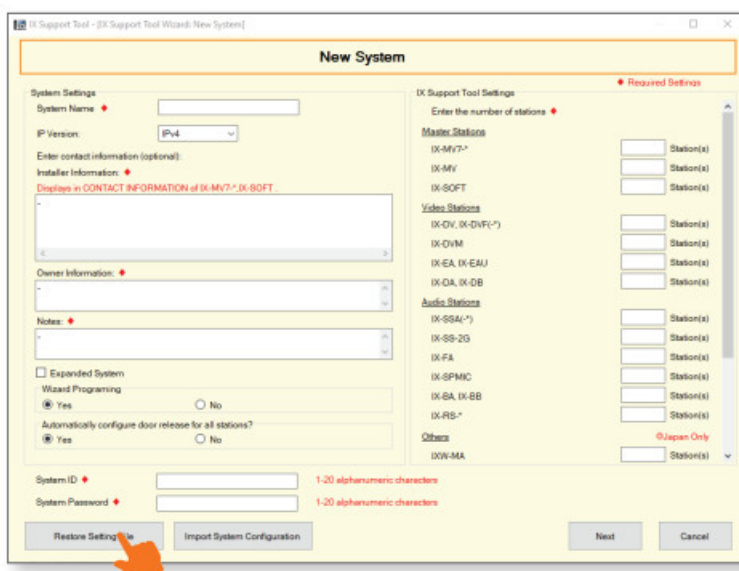 IX Support Tool - [IX Support Tool Wizard: New System]
New System
◆ Required Settings
System Settings
System Name ◆
IP Version: IPv4
Enter contact information (optional):
Installer Information: ◆
Displays in CONTACT INFORMATION of IX-MV7-*,IX-SOFT .
-
Owner Information: ◆
-
Notes: ◆
-
Expanded System
Wizard Programing
Yes No
Automatically configure door release for all stations?
Yes No
IX Support Tool Settings
Enter the number of stations ◆
Master Stations
IX-MV7-* Station(s)
IX-MV Station(s)
IX-SOFT Station(s)
Video Stations
IX-DV, IX-DVF(-*) Station(s)
IX-DVM Station(s)
IX-EA, IX-EAU Station(s)
IX-DA, IX-DB Station(s)
Audio Stations
IX-SSA(-*) Station(s)
IX-SS-2G Station(s)
IX-FA Station(s)
IX-SPMIC Station(s)
IX-BA, IX-BB Station(s)
IX-RS-* Station(s)
Others Japan Only
IXW-MA Station(s)
System ID ◆ 1-20 alphanumeric characters
System Password ◆ 1-20 alphanumeric characters
Restore Setting Import System Configuration Next Cancel